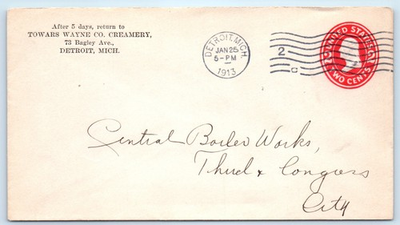 After 5 days, return to
TOWARS WAYNE CO. CREAMERY,
73 Bagley Ave.,
DETROIT, MICH.
DETROIT, MICH.
JAN 25
6-PM
1913
2
C
UNITED STATES
TWO CENTS
Central Boiler Works,
Third & Congress
City